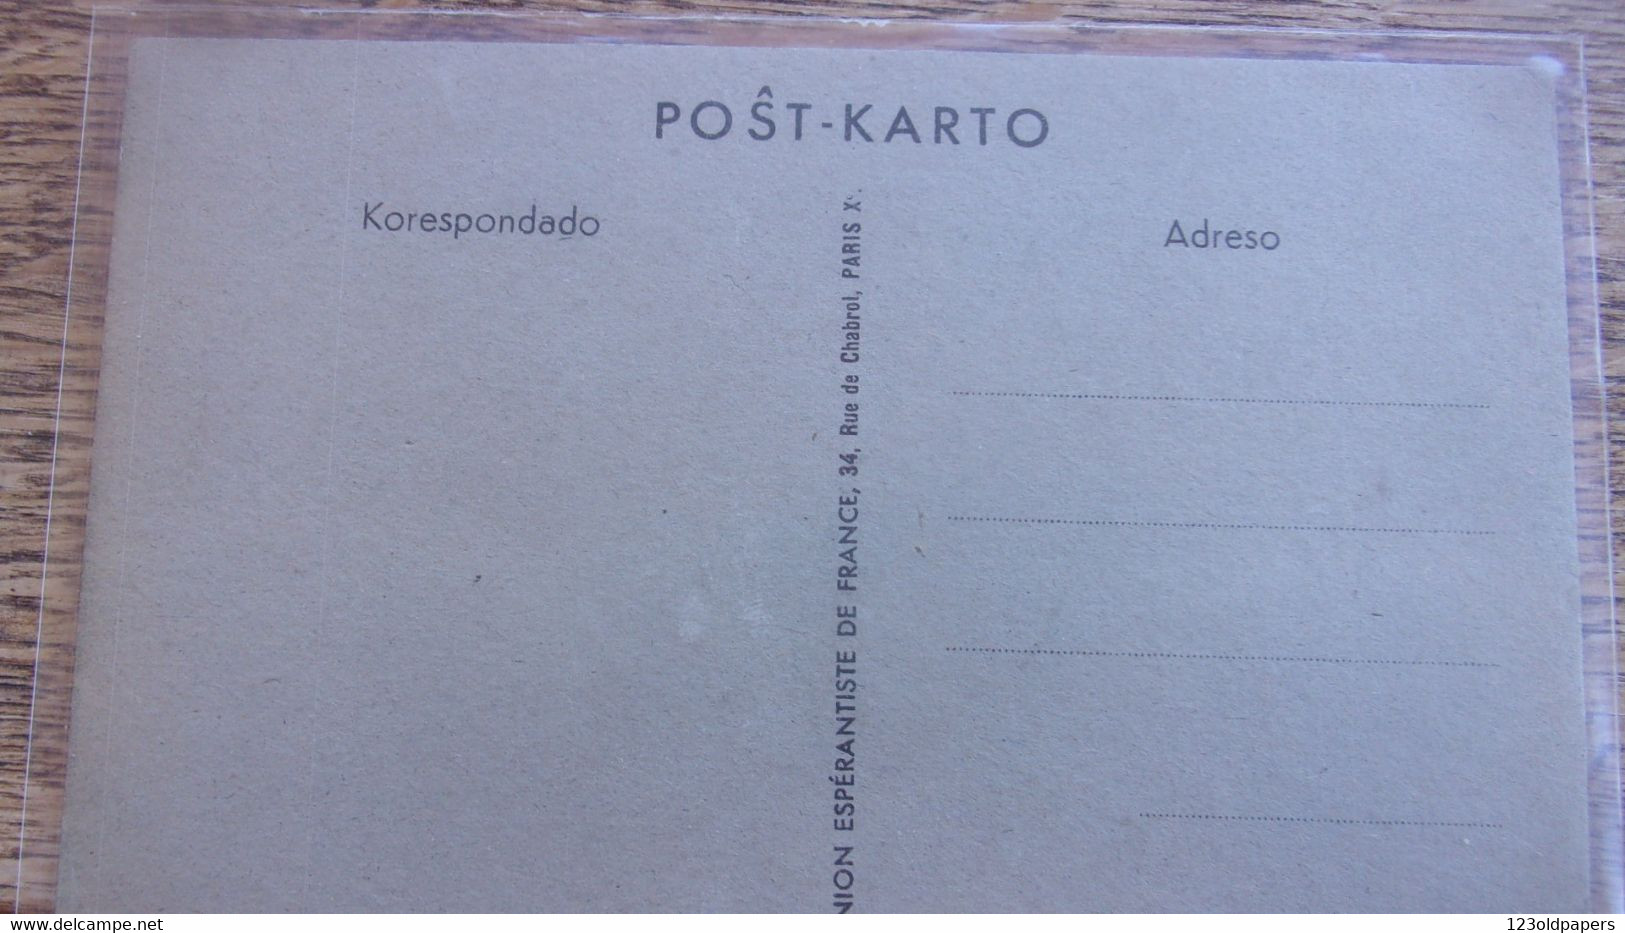 POŜT-KARTO
Korespondado
Adreso
NION ESPÉRANTISTE DE FRANCE, 34, Rue de Chabrol, PARIS Xe.
www.delcampe.net
123oldpapers